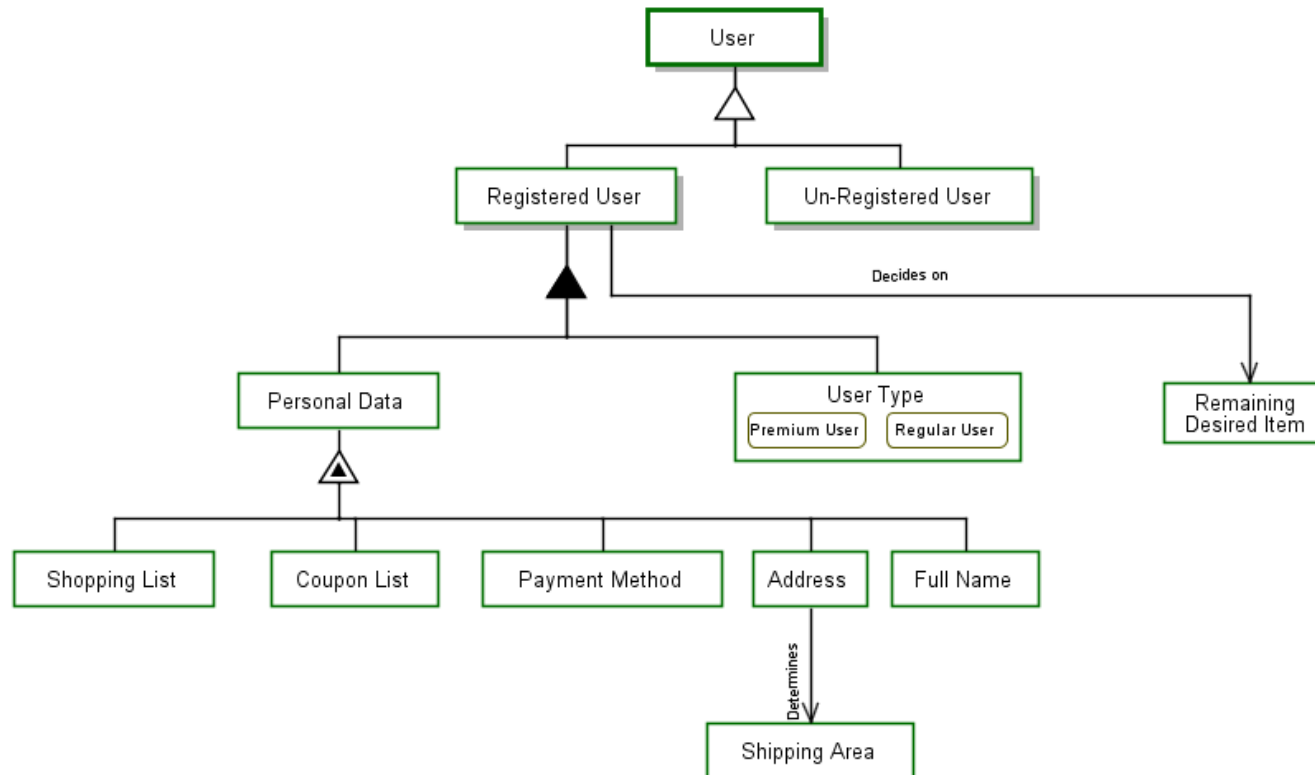 User
Registered User
Un-Registered User
Decides on
Personal Data
User Type
Premium User
Regular User
Remaining
Desired Item
Shopping List
Coupon List
Payment Method
Address
Full Name
Determines
Shipping Area